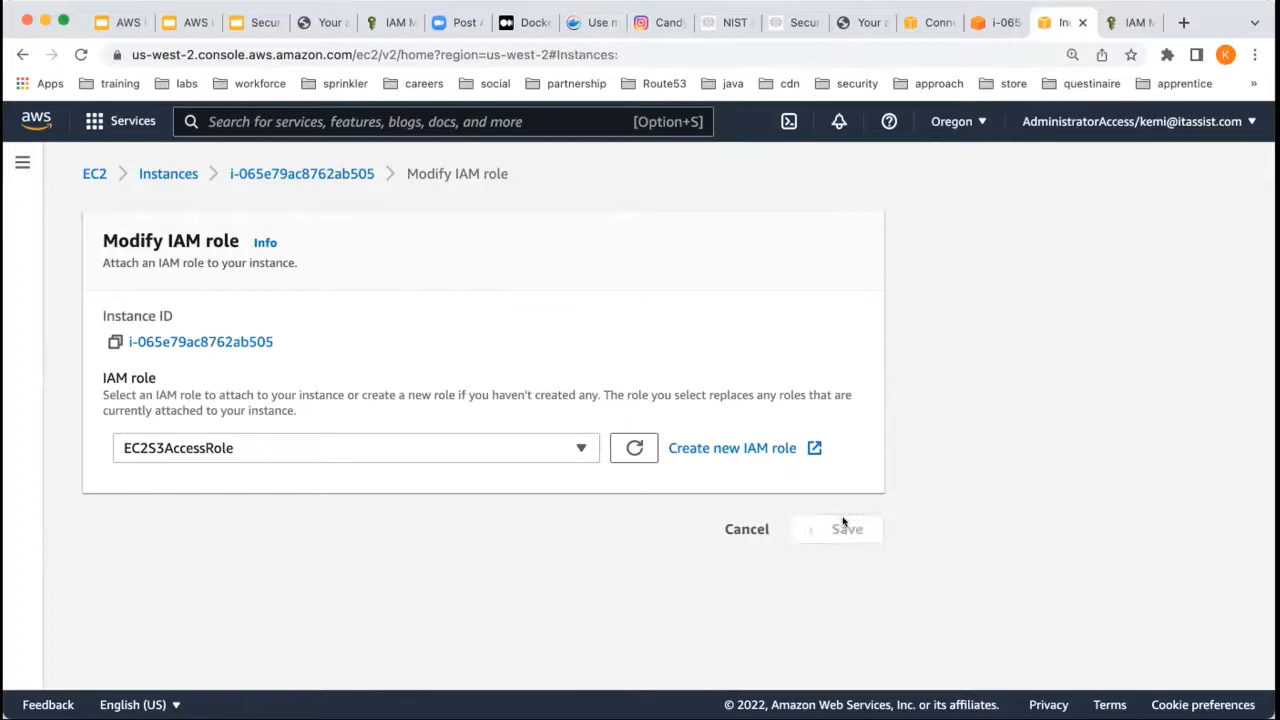 AWS
AWS
Secur
Your a
IAM M
Post A
Docke
Use n
Candy
NIST
Secur
Your a
Conn
i-065
In
IAM M
us-west-2.console.aws.amazon.com/ec2/v2/home?region=us-west-2#Instances:
K
Apps training labs workforce sprinkler careers social partnership Route53 java cdn security approach store questinaire apprentice »
aws Services Search for services, features, blogs, docs, and more [Option+S] Oregon AdministratorAccess/kemi@itassist.com
EC2 Instances i-065e79ac8762ab505 Modify IAM role
Modify IAM role Info
Attach an IAM role to your instance.
Instance ID
i-065e79ac8762ab505
IAM role
Select an IAM role to attach to your instance or create a new role if you haven't created any. The role you select replaces any roles that are
currently attached to your instance.
EC2S3AccessRole Create new IAM role
Cancel Save
Feedback English (US) © 2022, Amazon Web Services, Inc. or its affiliates. Privacy Terms Cookie preferences